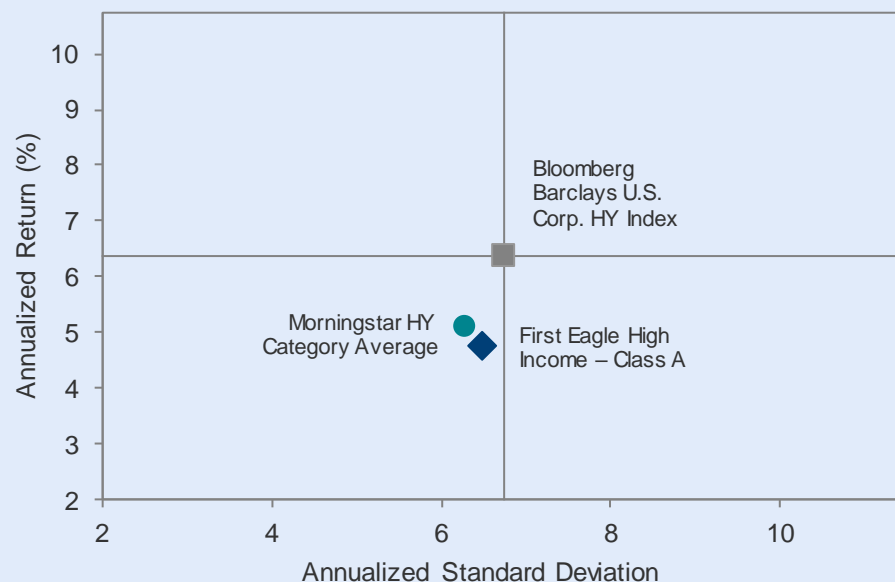 Annualized Return (%)
10
9
8
7
6
5
4
3
2
Bloomberg
Barclays U.S.
Corp. HY Index
Morningstar HY
Category Average
First Eagle High
Income – Class A
2
4
6
8
10
Annualized Standard Deviation